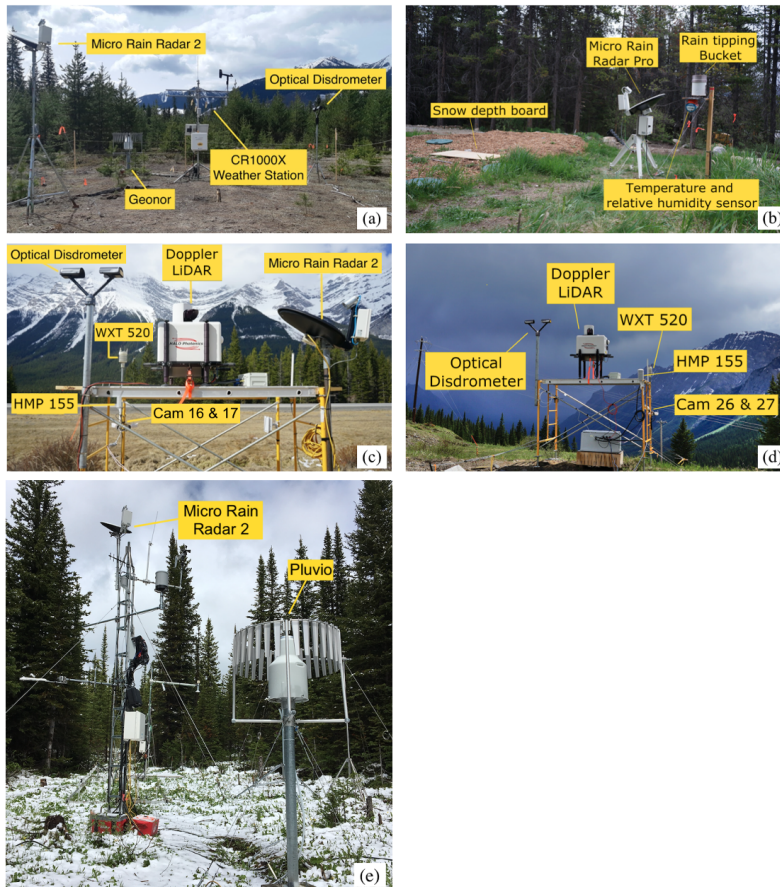 Micro Rain Radar 2
Optical Disdrometer
CR1000X
Weather Station
Geonor
(a)
Micro Rain
Radar Pro
Rain tipping
Bucket
Snow depth board
Temperature and
relative humidity sensor
(b)
Optical Disdrometer
Doppler
LiDAR
Micro Rain Radar 2
WXT 520
HALO Photonics
HMP 155
Cam 16 & 17
(c)
Doppler
LiDAR
WXT 520
Optical
Disdrometer
HMP 155
Cam 26 & 27
(d)
Micro Rain
Radar 2
Pluvio
(e)